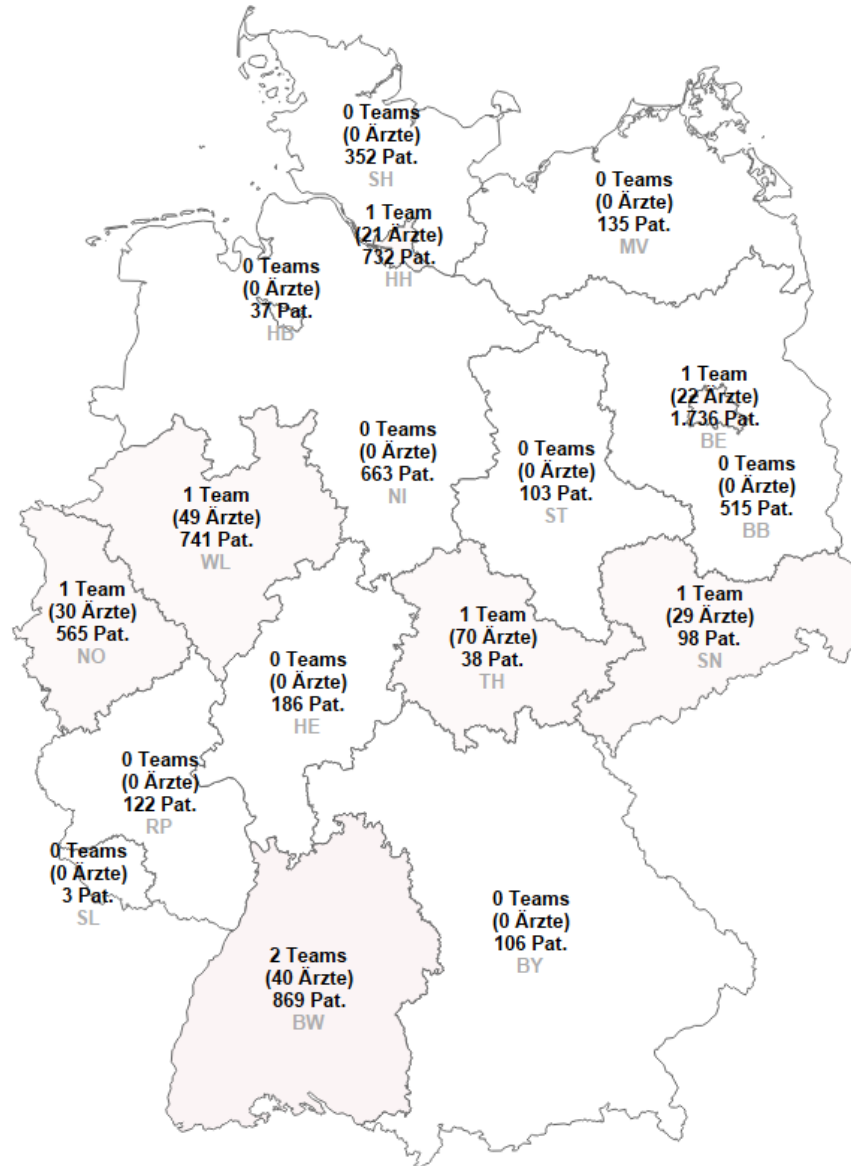 0 Teams
(0 Ärzte)
352 Pat.
SH
0 Teams
(0 Ärzte)
135 Pat.
MV
1 Team
(21 Ärzte)
732 Pat.
HH
0 Teams
(0 Ärzte)
37 Pat.
HB
1 Team
(22 Ärzte)
1.736 Pat.
BE
0 Teams
(0 Ärzte)
663 Pat.
NI
0 Teams
(0 Ärzte)
103 Pat.
ST
0 Teams
(0 Ärzte)
515 Pat.
BB
1 Team
(49 Ärzte)
741 Pat.
WL
1 Team
(30 Ärzte)
565 Pat.
NO
1 Team
(70 Ärzte)
38 Pat.
TH
1 Team
(29 Ärzte)
98 Pat.
SN
0 Teams
(0 Ärzte)
186 Pat.
HE
0 Teams
(0 Ärzte)
122 Pat.
RP
0 Teams
(0 Ärzte)
3 Pat.
SL
0 Teams
(0 Ärzte)
106 Pat.
BY
2 Teams
(40 Ärzte)
869 Pat.
BW